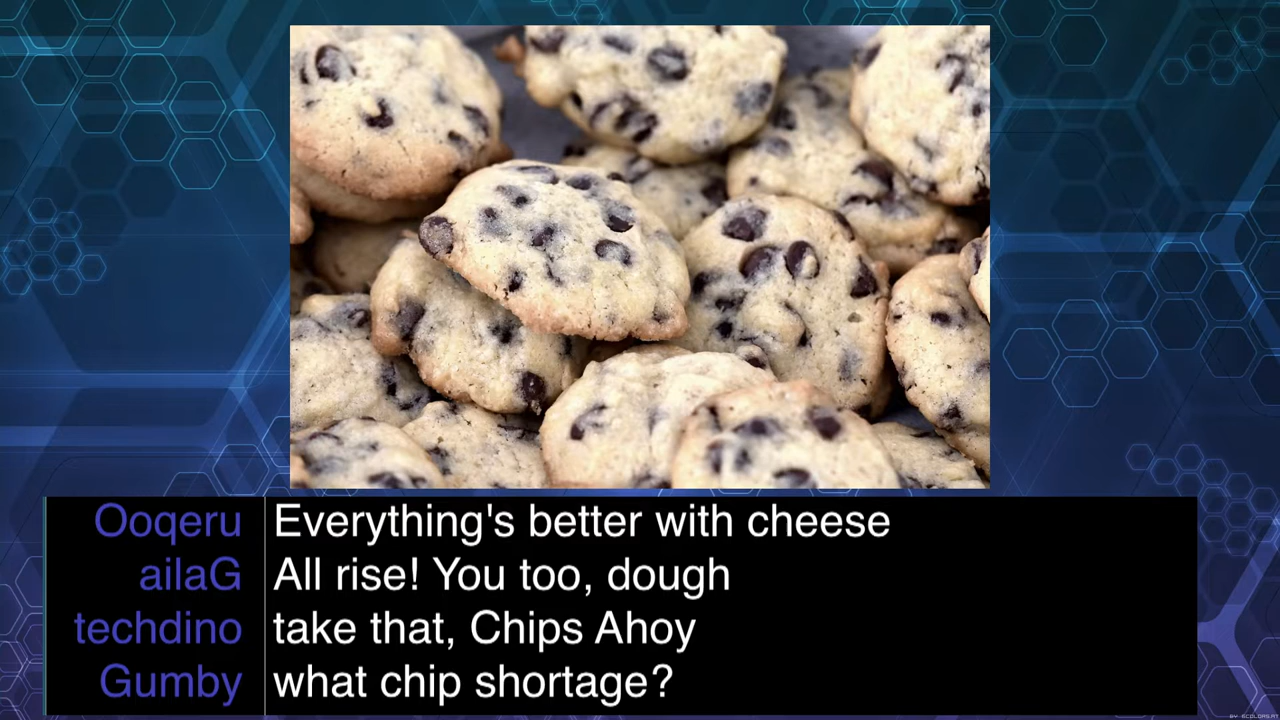 Ooqeru Everything's better with cheese
ailaG All rise! You too, dough
techdino take that, Chips Ahoy
Gumby what chip shortage?